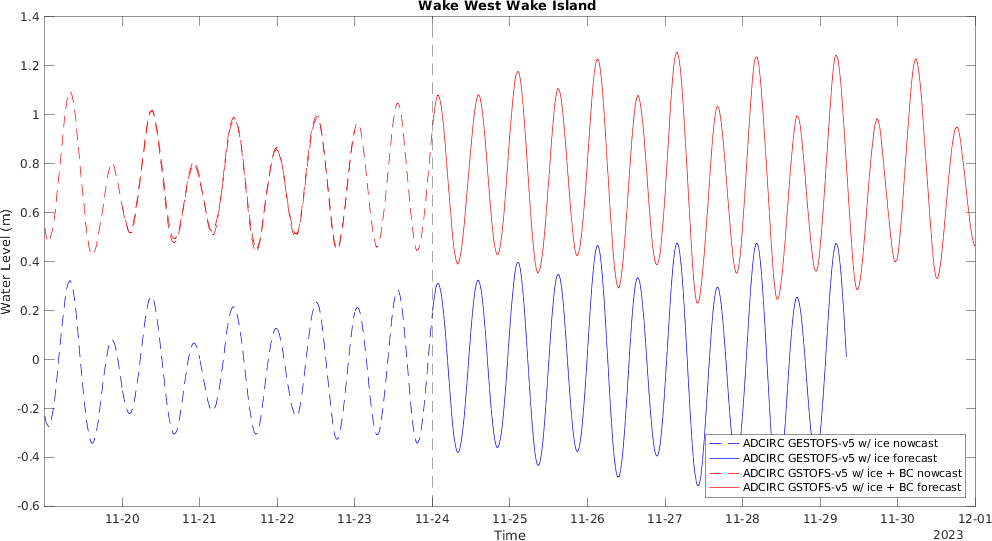 Wake West Wake Island
Water Level (m)
1.4
1.2
1
0.8
0.6
0.4
0.2
0
-0.2
-0.4
-0.6
ADCIRC GESTOFS-v5 w/ ice nowcast
ADCIRC GESTOFS-v5 w/ ice forecast
ADCIRC GSTOFS-v5 w/ ice + BC nowcast
ADCIRC GSTOFS-v5 w/ ice + BC forecast
11-20 11-21 11-22 11-23 11-24 11-25 11-26 11-27 11-28 11-29 11-30 12-01
Time
2023